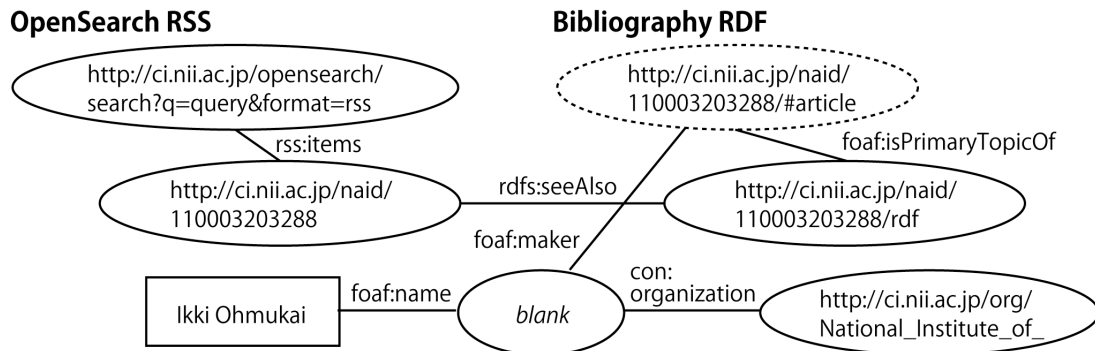 OpenSearch RSS
http://ci.nii.ac.jp/opensearch/
search?q=query&format=rss
rss:items
http://ci.nii.ac.jp/naid/
110003203288
Bibliography RDF
http://ci.nii.ac.jp/naid/
110003203288/#article
foaf:isPrimaryTopicOf
rdfs:seeAlso
http://ci.nii.ac.jp/naid/
110003203288/rdf
foaf:maker
Ikki Ohmukai
foaf:name
blank
con:
organization
http://ci.nii.ac.jp/org/
National_Institute_of_